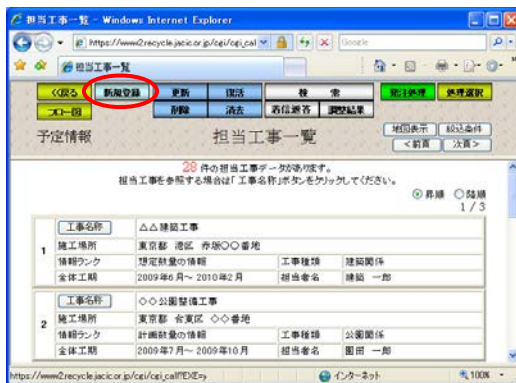 担当工事一覧 - Windows Internet Explorer
https://www2.recycle.jacic.or.jp/cgi/cgi_cal
Google
担当工事一覧
<<戻る 新規登録 更新 復活 検 索 発注処理 処理選択
フロー図 削除 消去 着信返答 調整結果
予定情報 担当工事一覧 地図表示 絞込条件
<前頁 次頁>
28 件の担当工事データがあります。
担当工事を参照する場合は「工事名称」ボタンをクリックしてください。
昇順 降順
1 / 3
1
工事名称 △△建築工事
施工場所 東京都 港区 赤坂〇〇番地
情報ランク 想定数量の情報 工事種類 建築関係
全体工期 2009年6月～2010年2月 担当者名 建築 一郎
2
工事名称 ◇◇公園整備工事
施工場所 東京都 台東区 ◇◇番地
情報ランク 計画数量の情報 工事種類 公園関係
全体工期 2009年7月～2009年10月 担当者名 園田 一郎
https://www2.recycle.jacic.or.jp/cgi/cgi_call?EXE=y インターネット 100%